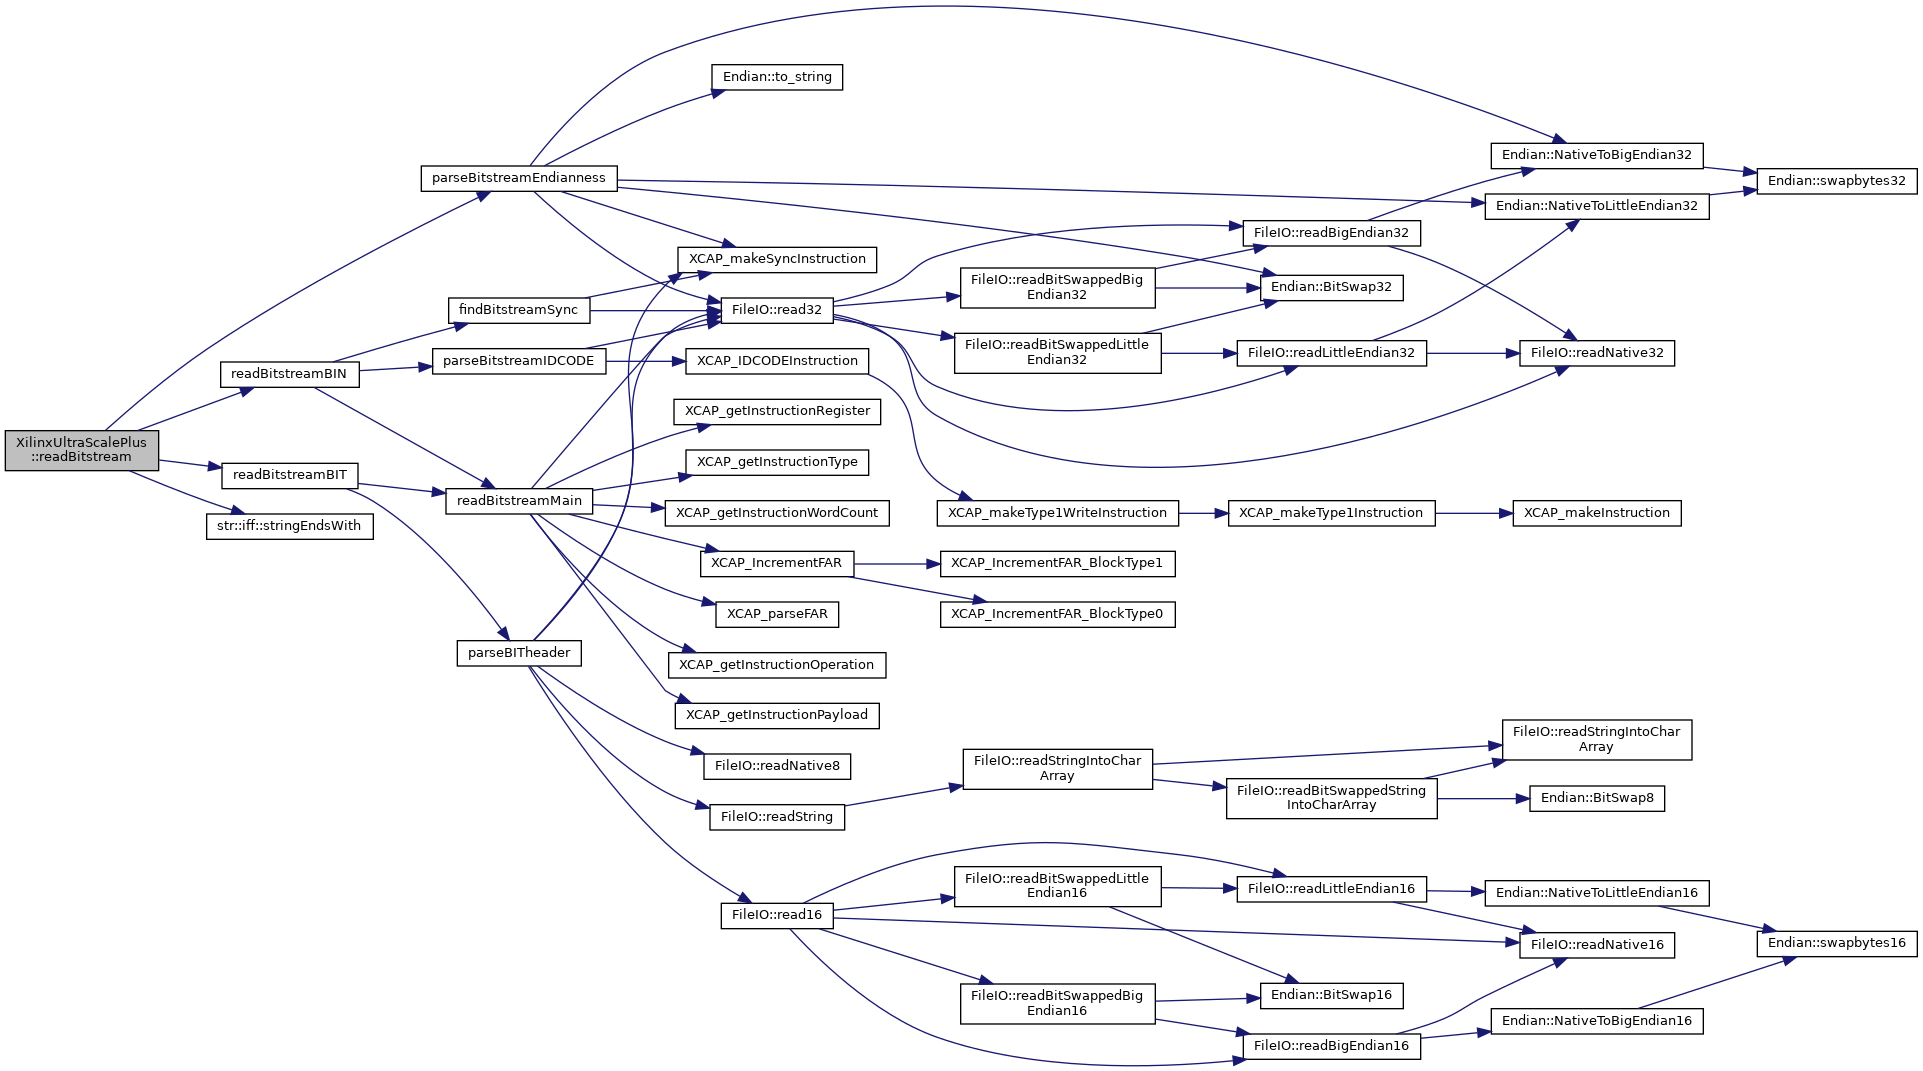 Endian::to_string
Endian::NativeToBigEndian32
parseBitstreamEndianness
Endian::swapbytes32
Endian::NativeToLittleEndian32
FileIO::readBigEndian32
XCAP_makeSyncInstruction
FileIO::readBitSwappedBig
Endian32
Endian::BitSwap32
findBitstreamSync
FileIO::read32
FileIO::readBitSwappedLittle
Endian32
FileIO::readLittleEndian32
FileIO::readNative32
parseBitstreamIDCODE
XCAP_IDCODEInstruction
readBitstreamBIN
XCAP_getInstructionRegister
XilinxUltraScalePlus
::readBitstream
XCAP_getInstructionType
readBitstreamBIT
readBitstreamMain
XCAP_getInstructionWordCount
XCAP_makeType1WriteInstruction
XCAP_makeType1Instruction
XCAP_makeInstruction
str::iff::stringEndsWith
XCAP_IncrementFAR
XCAP_IncrementFAR_BlockType1
XCAP_parseFAR
XCAP_IncrementFAR_BlockType0
parseBITheader
XCAP_getInstructionOperation
XCAP_getInstructionPayload
FileIO::readStringIntoChar
Array
FileIO::readNative8
FileIO::readStringIntoChar
Array
FileIO::readBitSwappedString
IntoCharArray
Endian::BitSwap8
FileIO::readString
FileIO::readBitSwappedLittle
Endian16
FileIO::readLittleEndian16
Endian::NativeToLittleEndian16
FileIO::read16
FileIO::readNative16
Endian::swapbytes16
FileIO::readBitSwappedBig
Endian16
Endian::BitSwap16
Endian::NativeToBigEndian16
FileIO::readBigEndian16